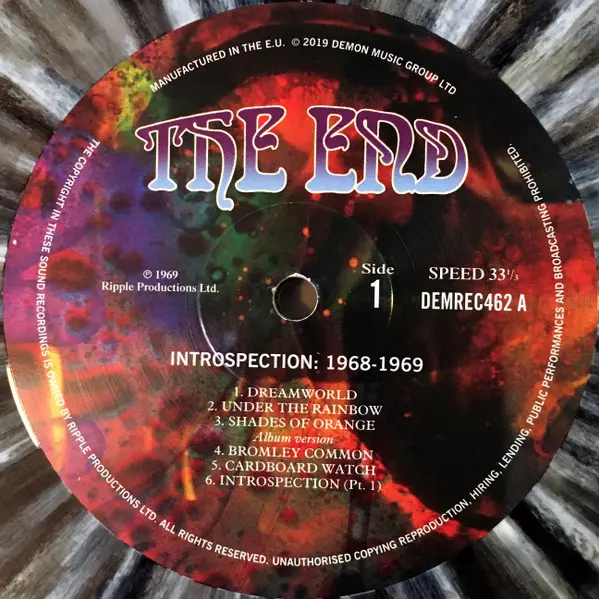 MANUFACTURED IN THE E.U. © 2019 DEMON MUSIC GROUP LTD
THE END
℗ 1969
Ripple Productions Ltd.
Side
1
SPEED 33 1/3
DEMREC462 A
INTROSPECTION: 1968-1969
1. DREAMWORLD
2. UNDER THE RAINBOW
3. SHADES OF ORANGE
Album version
4. BROMLEY COMMON
5. CARDBOARD WATCH
6. INTROSPECTION (Pt. 1)
THE COPYRIGHT IN THESE SOUND RECORDINGS IS OWNED BY RIPPLE PRODUCTIONS LTD. ALL RIGHTS RESERVED. UNAUTHORISED COPYING REPRODUCTION, HIRING, LENDING, PUBLIC PERFORMANCES AND BROADCASTING PROHIBITED.